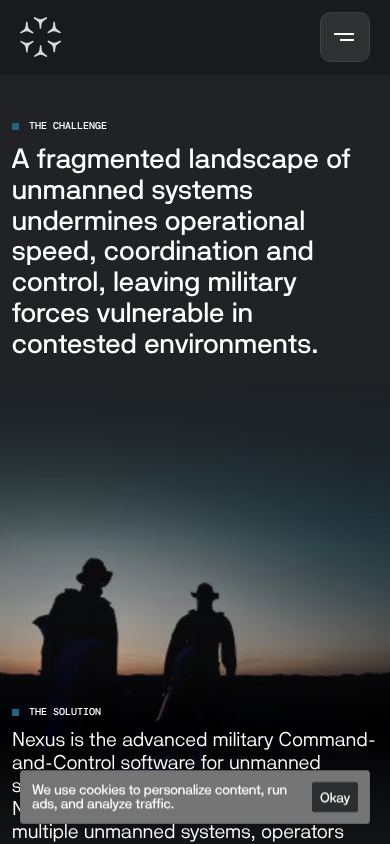 THE CHALLENGE
A fragmented landscape of
unmanned systems
undermines operational
speed, coordination and
control, leaving military
forces vulnerable in
contested environments.
THE SOLUTION
Nexus is the advanced military Command-
and-Control software for unmanned
We use cookies to personalize content, run
ads, and analyze traffic.
Okay
multiple unmanned systems, operators